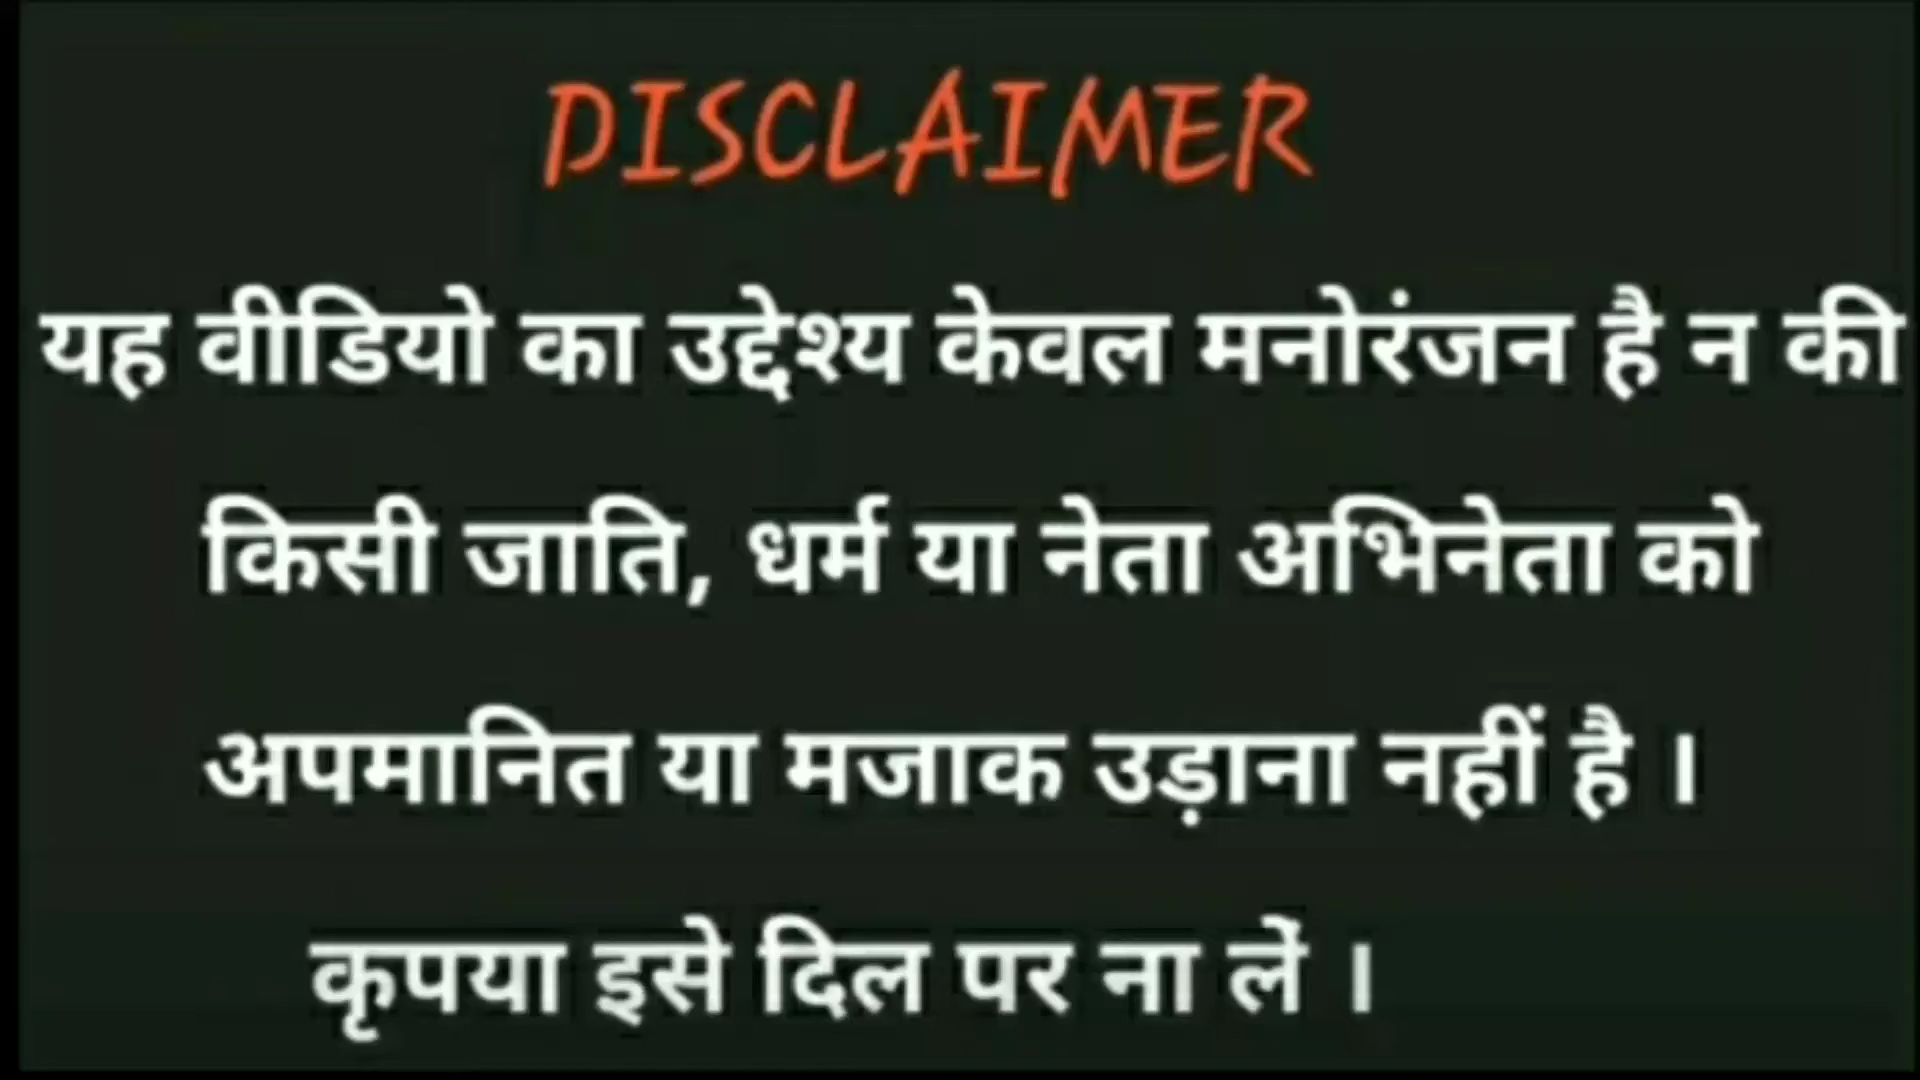 DISCLAIMER
यह वीडियो का उद्देश्य केवल मनोरंजन है न की
किसी जाति, धर्म या नेता अभिनेता को
अपमानित या मजाक उड़ाना नहीं है ।
कृपया इसे दिल पर ना लें ।